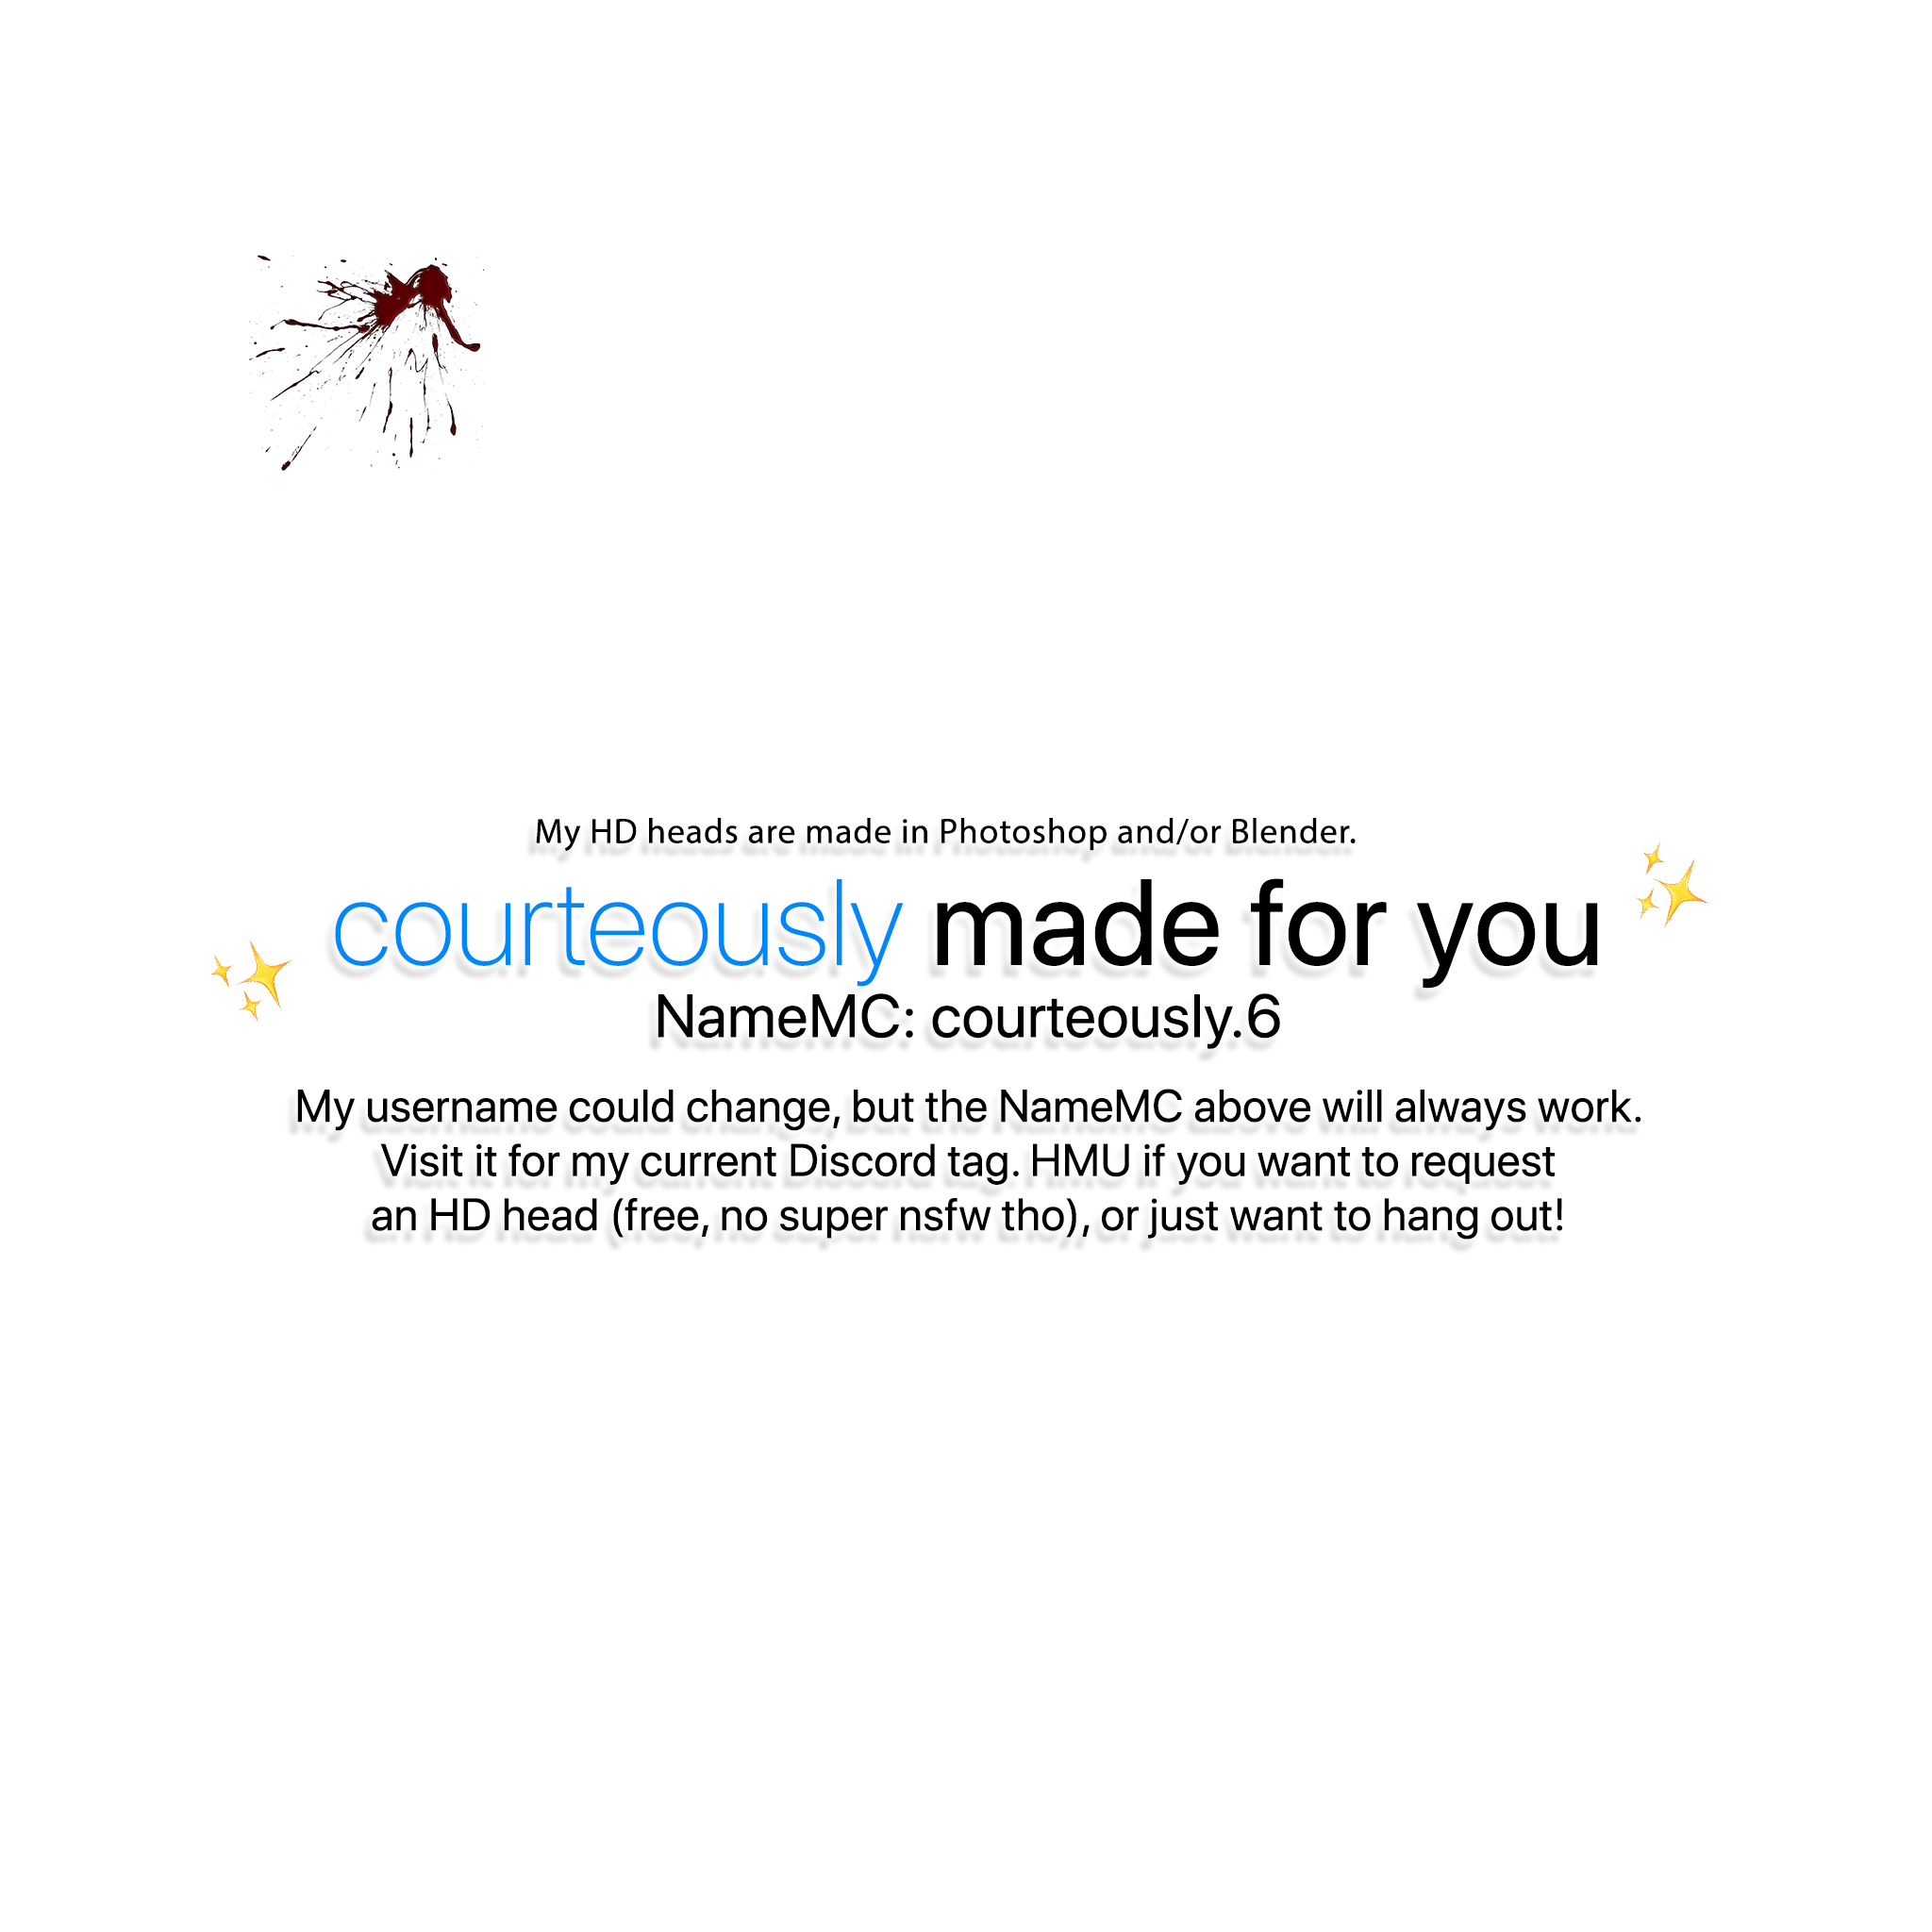 My HD heads are made in Photoshop and/or Blender.
courteously made for you
NameMC: courteously.6
My username could change, but the NameMC above will always work.
Visit it for my current Discord tag. HMU if you want to request
an HD head (free, no super nsfw tho), or just want to hang out!